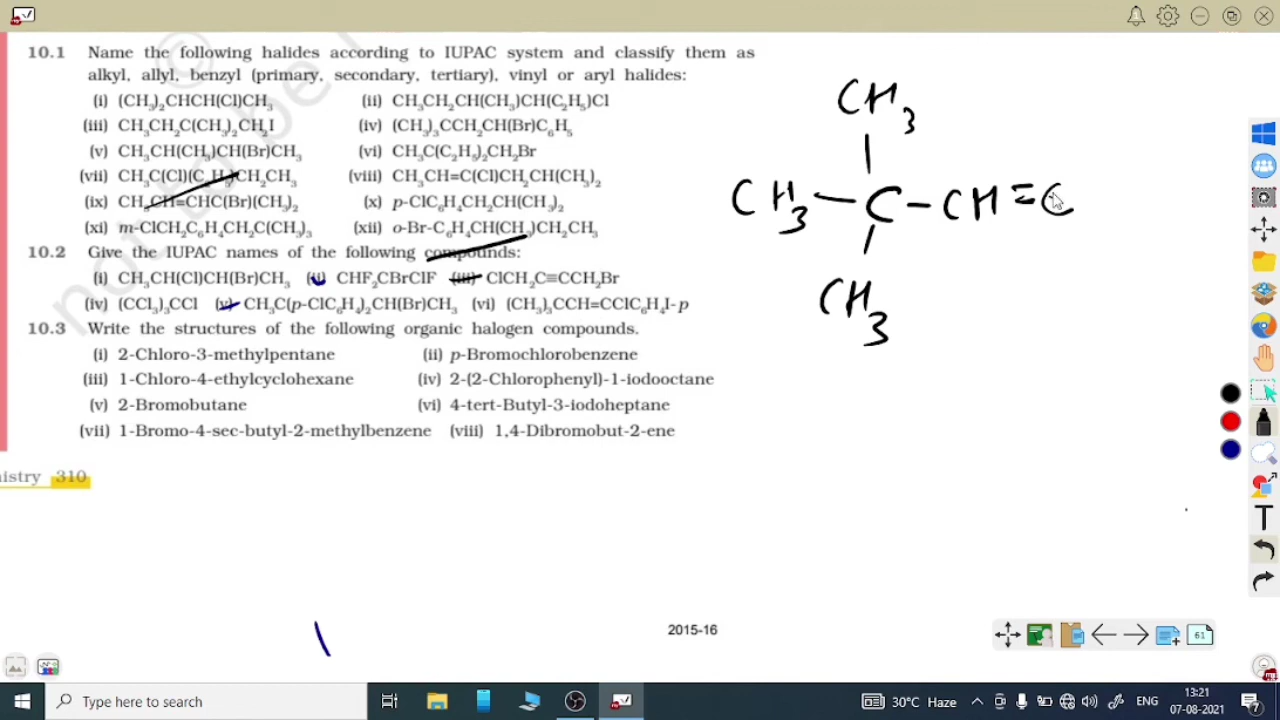 10.1 Name the following halides according to IUPAC system and classify them as
alkyl, allyl, benzyl (primary, secondary, tertiary), vinyl or aryl halides:
(i) (CH₃)₂CHCH(Cl)CH₃ (ii) CH₃CH₂CH(CH₃)CH(C₂H₅)Cl
(iii) CH₃CH₂C(CH₃)₂CH₂I (iv) (CH₃)₃CCH₂CH(Br)C₆H₅
(v) CH₃CH(CH₃)CH(Br)CH₃ (vi) CH₃C(C₂H₅)₂CH₂Br
(vii) CH₃C(Cl)(C₂H₅)CH₂CH₃ (viii) CH₃CH=C(Cl)CH₂CH(CH₃)₂
(ix) CH₃CH=CHC(Br)(CH₃)₂ (x) p-ClC₆H₄CH₂CH(CH₃)₂
(xi) m-ClCH₂C₆H₄CH₂C(CH₃)₃ (xii) o-Br-C₆H₄CH(CH₃)CH₂CH₃
10.2 Give the IUPAC names of the following compounds:
(i) CH₃CH(Cl)CH(Br)CH₃ (ii) CHF₂CBrClF (iii) ClCH₂C≡CCH₂Br
(iv) (CCl₃)₃CCl (v) CH₃C(p-ClC₆H₄)₂CH(Br)CH₃ (vi) (CH₃)₃CCH=CClC₆H₄I-p
10.3 Write the structures of the following organic halogen compounds.
(i) 2-Chloro-3-methylpentane (ii) p-Bromochlorobenzene
(iii) 1-Chloro-4-ethylcyclohexane (iv) 2-(2-Chlorophenyl)-1-iodooctane
(v) 2-Bromobutane (vi) 4-tert-Butyl-3-iodoheptane
(vii) 1-Bromo-4-sec-butyl-2-methylbenzene (viii) 1,4-Dibromobut-2-ene
istry 310
not to be
©
2015-16
CH₃
CH₃-C-CH=C
CH₃
T
61
Type here to search
30°C Haze
ENG
13:21
07-08-2021
7